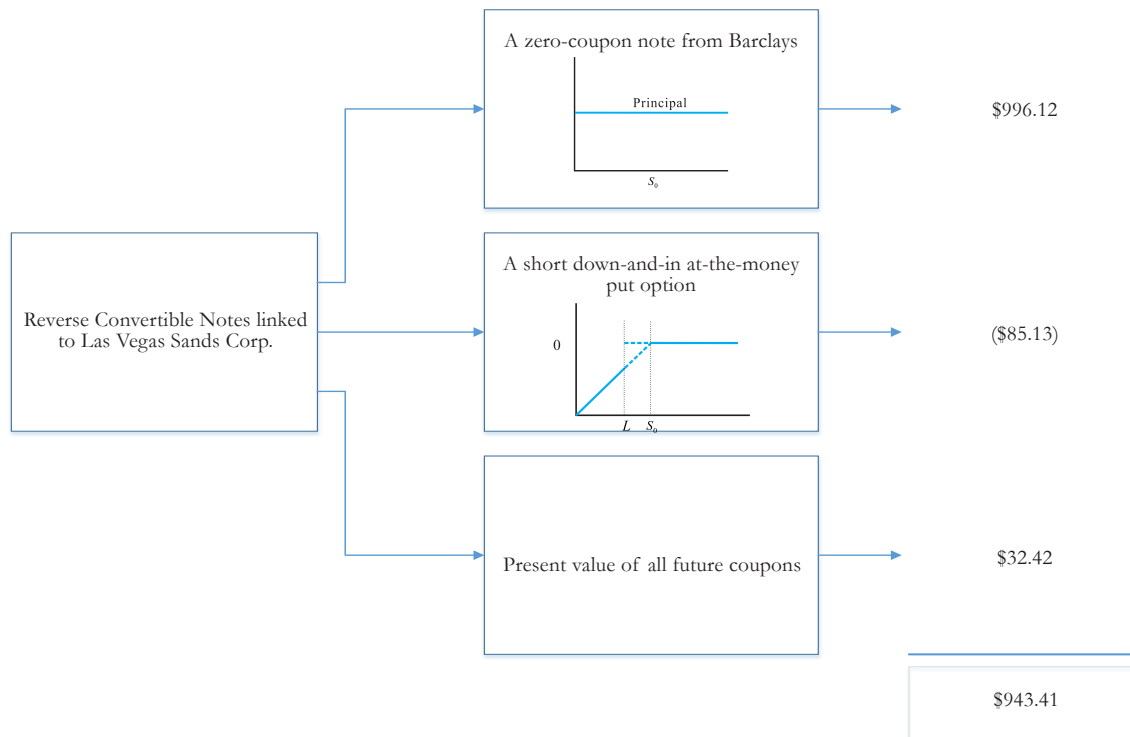 A zero-coupon note from Barclays
Principal
S₀
$996.12
Reverse Convertible Notes linked
to Las Vegas Sands Corp.
A short down-and-in at-the-money
put option
0
L S₀
($85.13)
Present value of all future coupons
$32.42
$943.41